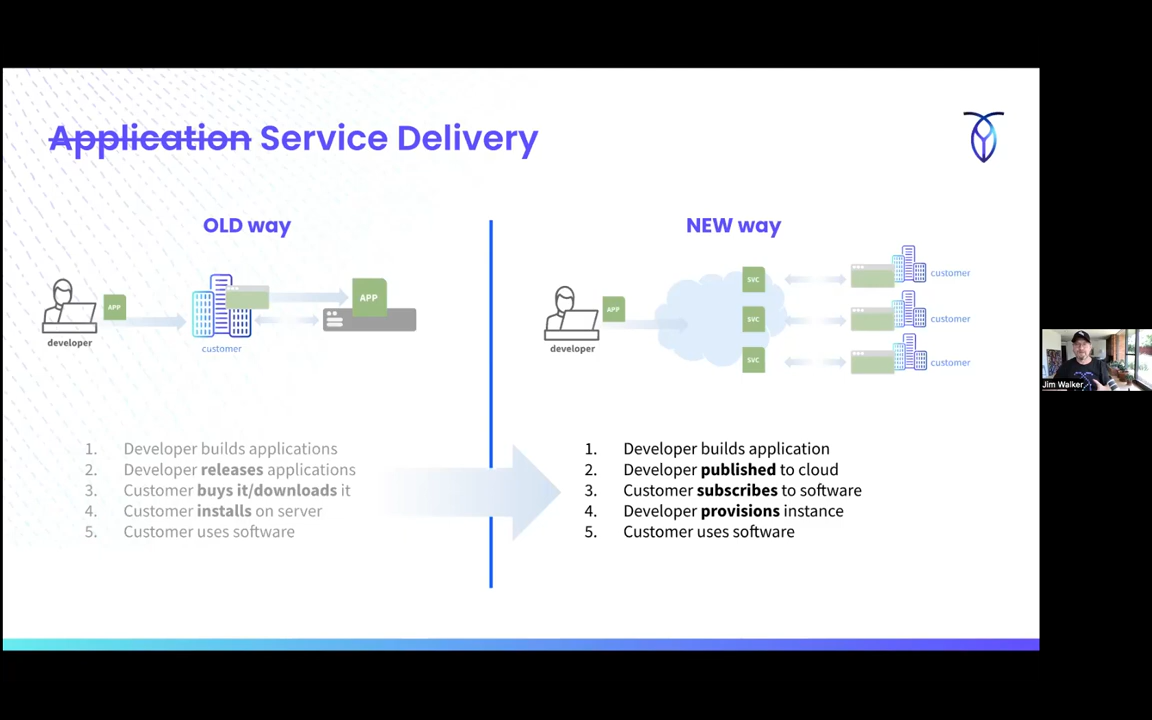 Application Service Delivery
OLD way
APP
developer
customer
APP
1. Developer builds applications
2. Developer releases applications
3. Customer buys it/downloads it
4. Customer installs on server
5. Customer uses software
NEW way
APP
developer
SVC
customer
SVC
customer
SVC
customer
1. Developer builds application
2. Developer published to cloud
3. Customer subscribes to software
4. Developer provisions instance
5. Customer uses software
Jim Walker